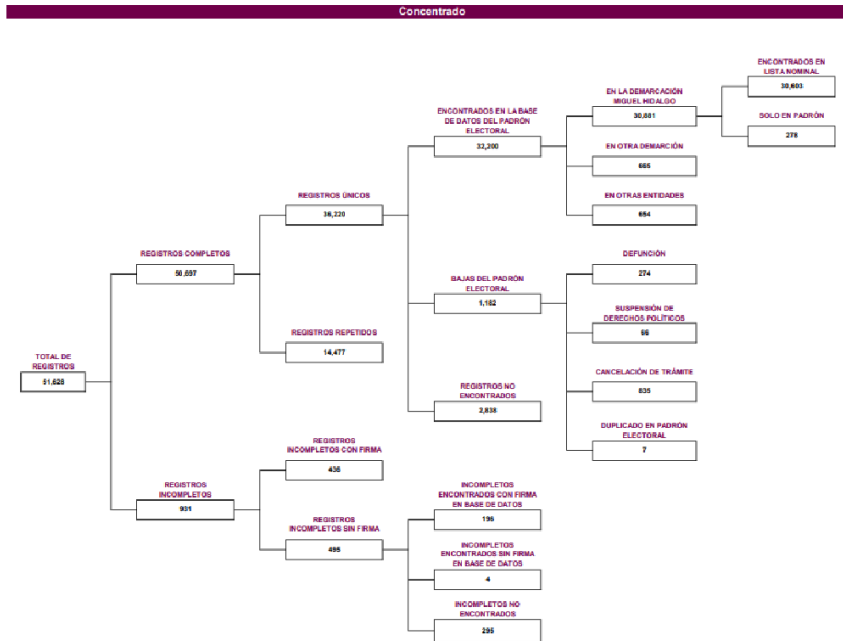 Concentrado
ENCONTRADOS EN
LISTA NOMINAL
30,603
SOLO EN PADRÓN
278
EN LA DEMARCACIÓN
MIGUEL HIDALGO
30,881
EN OTRA DEMARCIÓN
665
EN OTRAS ENTIDADES
654
ENCONTRADOS EN LA BASE
DE DATOS DEL PADRÓN
ELECTORAL
32,200
REGISTROS ÚNICOS
36,220
REGISTROS COMPLETOS
50,697
BAJAS DEL PADRÓN
ELECTORAL
1,182
DEFUNCIÓN
274
SUSPENSIÓN DE
DERECHOS POLÍTICOS
66
CANCELACIÓN DE TRÁMITE
835
DUPLICADO EN PADRÓN
ELECTORAL
7
REGISTROS REPETIDOS
14,477
TOTAL DE
REGISTROS
51,628
REGISTROS NO
ENCONTRADOS
2,838
REGISTROS
INCOMPLETOS CON FIRMA
436
REGISTROS
INCOMPLETOS
931
REGISTROS
INCOMPLETOS SIN FIRMA
495
INCOMPLETOS
ENCONTRADOS CON FIRMA
EN BASE DE DATOS
196
INCOMPLETOS
ENCONTRADOS SIN FIRMA
EN BASE DE DATOS
4
INCOMPLETOS NO
ENCONTRADOS
295